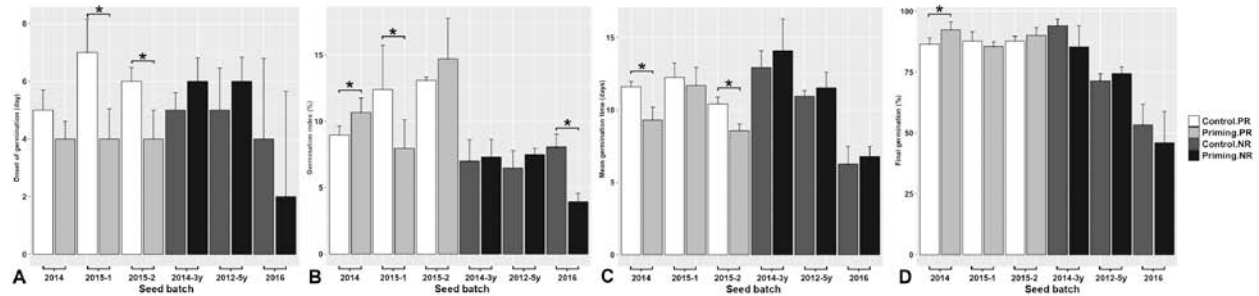 Onset of germination (day)
8
6
4
2
0
*
*
2014 2015-1 2015-2 2014-3y 2012-5y 2016
Seed batch
A
Germination index (%)
15
10
5
0
*
*
*
2014 2015-1 2015-2 2014-3y 2012-5y 2016
Seed batch
B
Mean germination time (days)
15
10
5
0
*
*
2014 2015-1 2015-2 2014-3y 2012-5y 2016
Seed batch
C
Final germination (%)
100
75
50
25
0
*
2014 2015-1 2015-2 2014-3y 2012-5y 2016
Seed batch
D
Control.PR
Priming.PR
Control.NR
Priming.NR